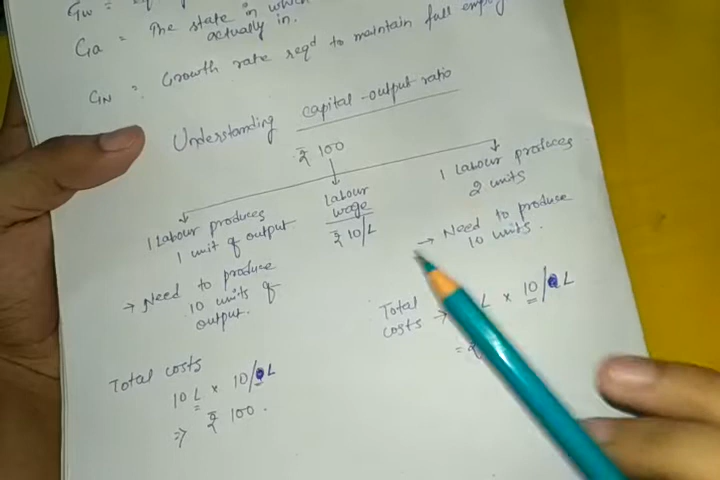 Gw =
GA = The state in which
actually in.
GN = Growth rate reqd to maintain full employ
Understanding capital-output ratio
₹ 100
1 Labour produces
1 unit of output
→ Need to produce
10 units of
output.
Total costs
10 L × 10/L
⇒ ₹ 100.
Labour
wage
₹ 10/L
1 Labour produces
2 units
→ Need to produce
10 units.
Total
costs → L × 10/L
= ₹